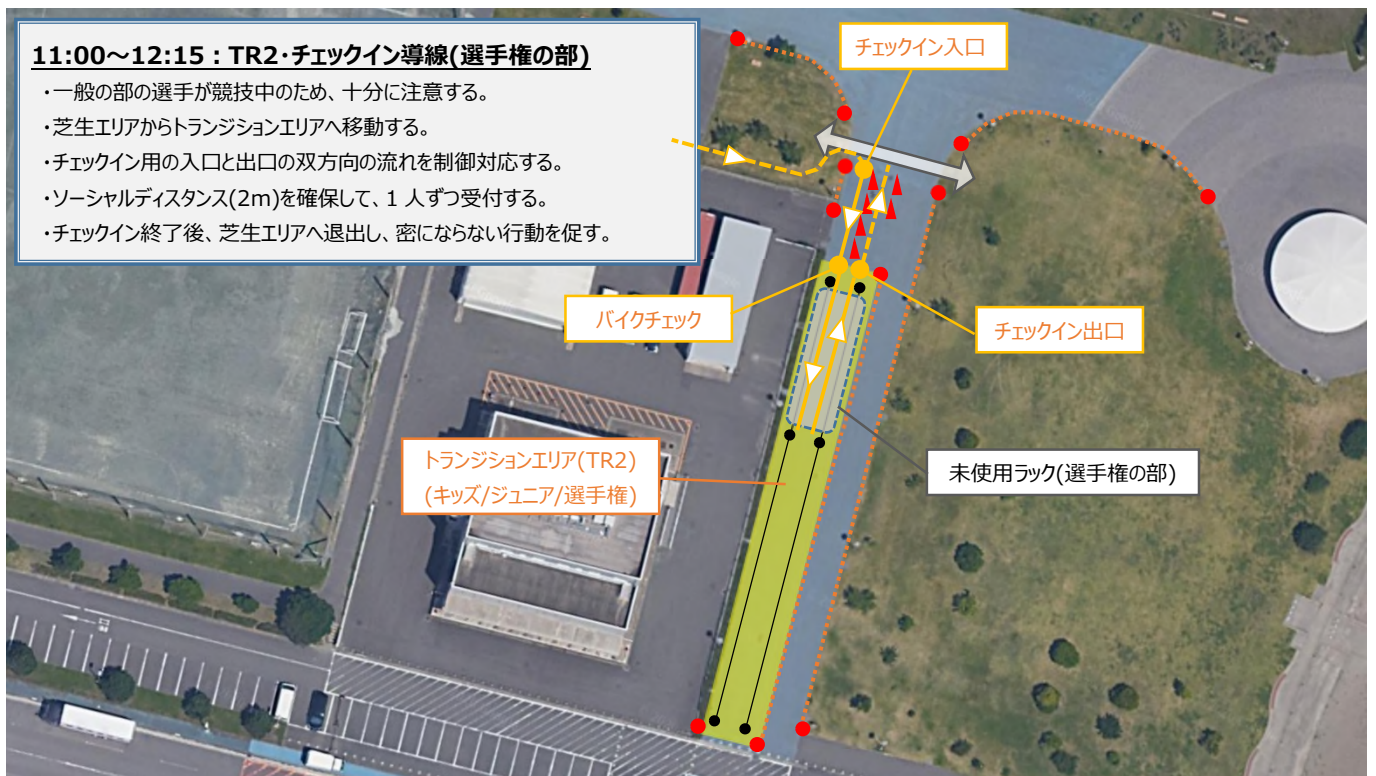 11:00～12:15：TR2・チェックイン導線(選手権の部)
・一般の部の選手が競技中のため、十分に注意する。
・芝生エリアからトランジションエリアへ移動する。
・チェックイン用の入口と出口の双方向の流れを制御対応する。
・ソーシャルディスタンス(2m)を確保して、1 人ずつ受付する。
・チェックイン終了後、芝生エリアへ退出し、密にならない行動を促す。
チェックイン入口
バイクチェック
チェックイン出口
トランジションエリア(TR2)
(キッズ/ジュニア/選手権)
未使用ラック(選手権の部)